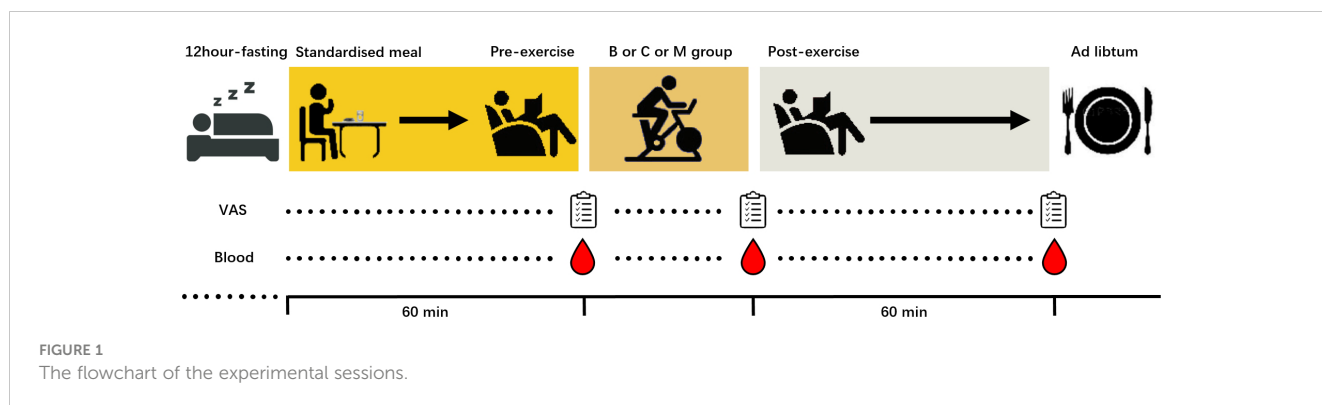 12hour-fasting Standardised meal Pre-exercise B or C or M group Post-exercise Ad libtum
z z z
VAS
Blood
60 min 60 min
FIGURE 1
The flowchart of the experimental sessions.